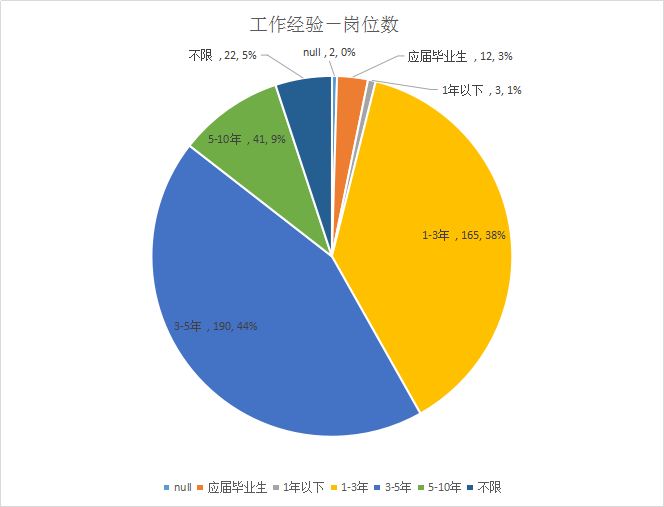 工作经验－岗位数
不限 , 22, 5%
null , 2, 0%
应届毕业生 , 12, 3%
1年以下 , 3, 1%
5-10年 , 41, 9%
1-3年 , 165, 38%
3-5年 , 190, 44%
null 应届毕业生 1年以下 1-3年 3-5年 5-10年 不限